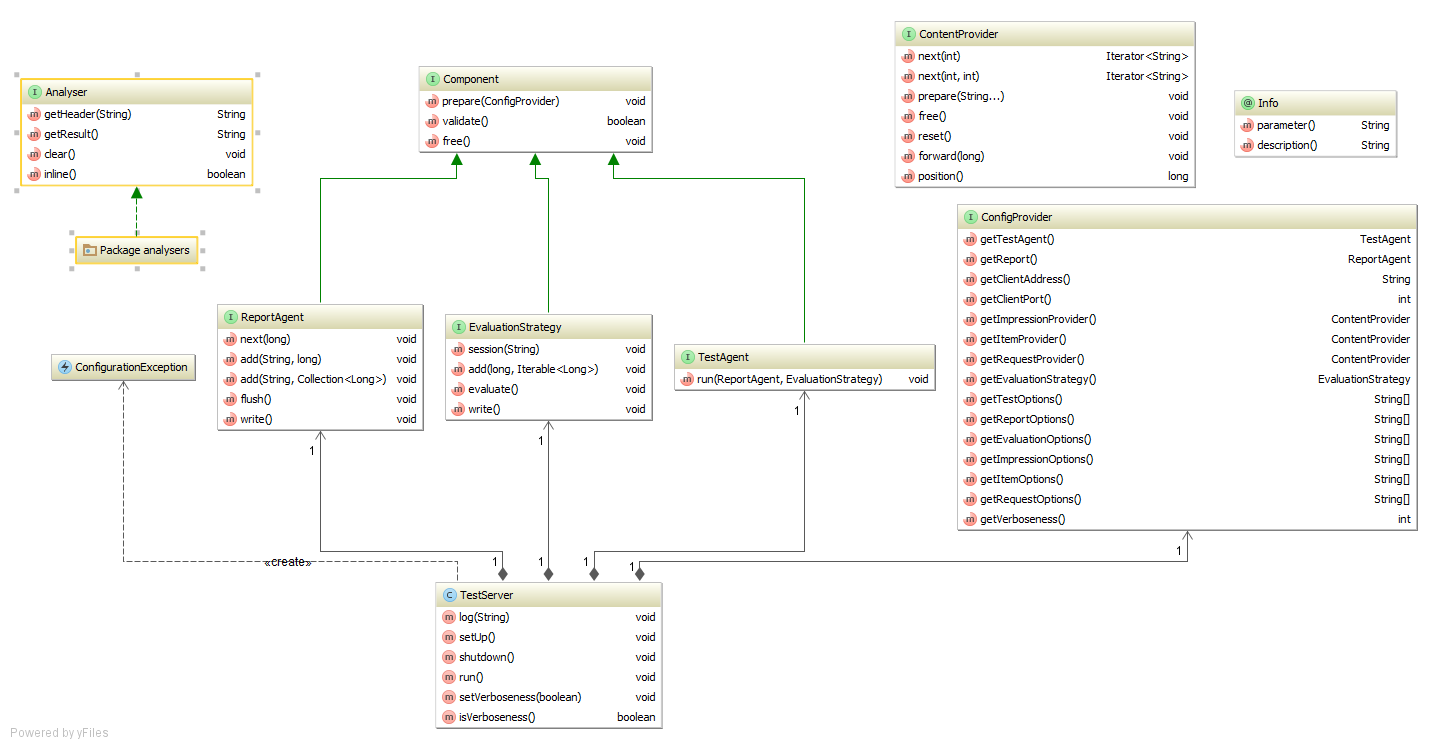 Analyser
getHeader(String) String
getResult() String
clear() void
inline() boolean
Package analysers
Component
prepare(ConfigProvider) void
validate() boolean
free() void
ContentProvider
next(int) Iterator<String>
next(int, int) Iterator<String>
prepare(String...) void
free() void
reset() void
forward(long) void
position() long
@ Info
parameter() String
description() String
ConfigProvider
getTestAgent() TestAgent
getReport() ReportAgent
getClientAddress() String
getClientPort() int
getImpressionProvider() ContentProvider
getItemProvider() ContentProvider
getRequestProvider() ContentProvider
getEvaluationStrategy() EvaluationStrategy
getTestOptions() String[]
getReportOptions() String[]
getEvaluationOptions() String[]
getImpressionOptions() String[]
getItemOptions() String[]
getRequestOptions() String[]
getVerboseness() int
ConfigurationException
ReportAgent
next(long) void
add(String, long) void
add(String, Collection<Long>) void
flush() void
write() void
EvaluationStrategy
session(String) void
add(long, Iterable<Long>) void
evaluate() void
write() void
TestAgent
run(ReportAgent, EvaluationStrategy) void
1
1
1
1
«create»
1
1
1
1
TestServer
log(String) void
setUp() void
shutdown() void
run() void
setVerboseness(boolean) void
isVerboseness() boolean
Powered by yFiles